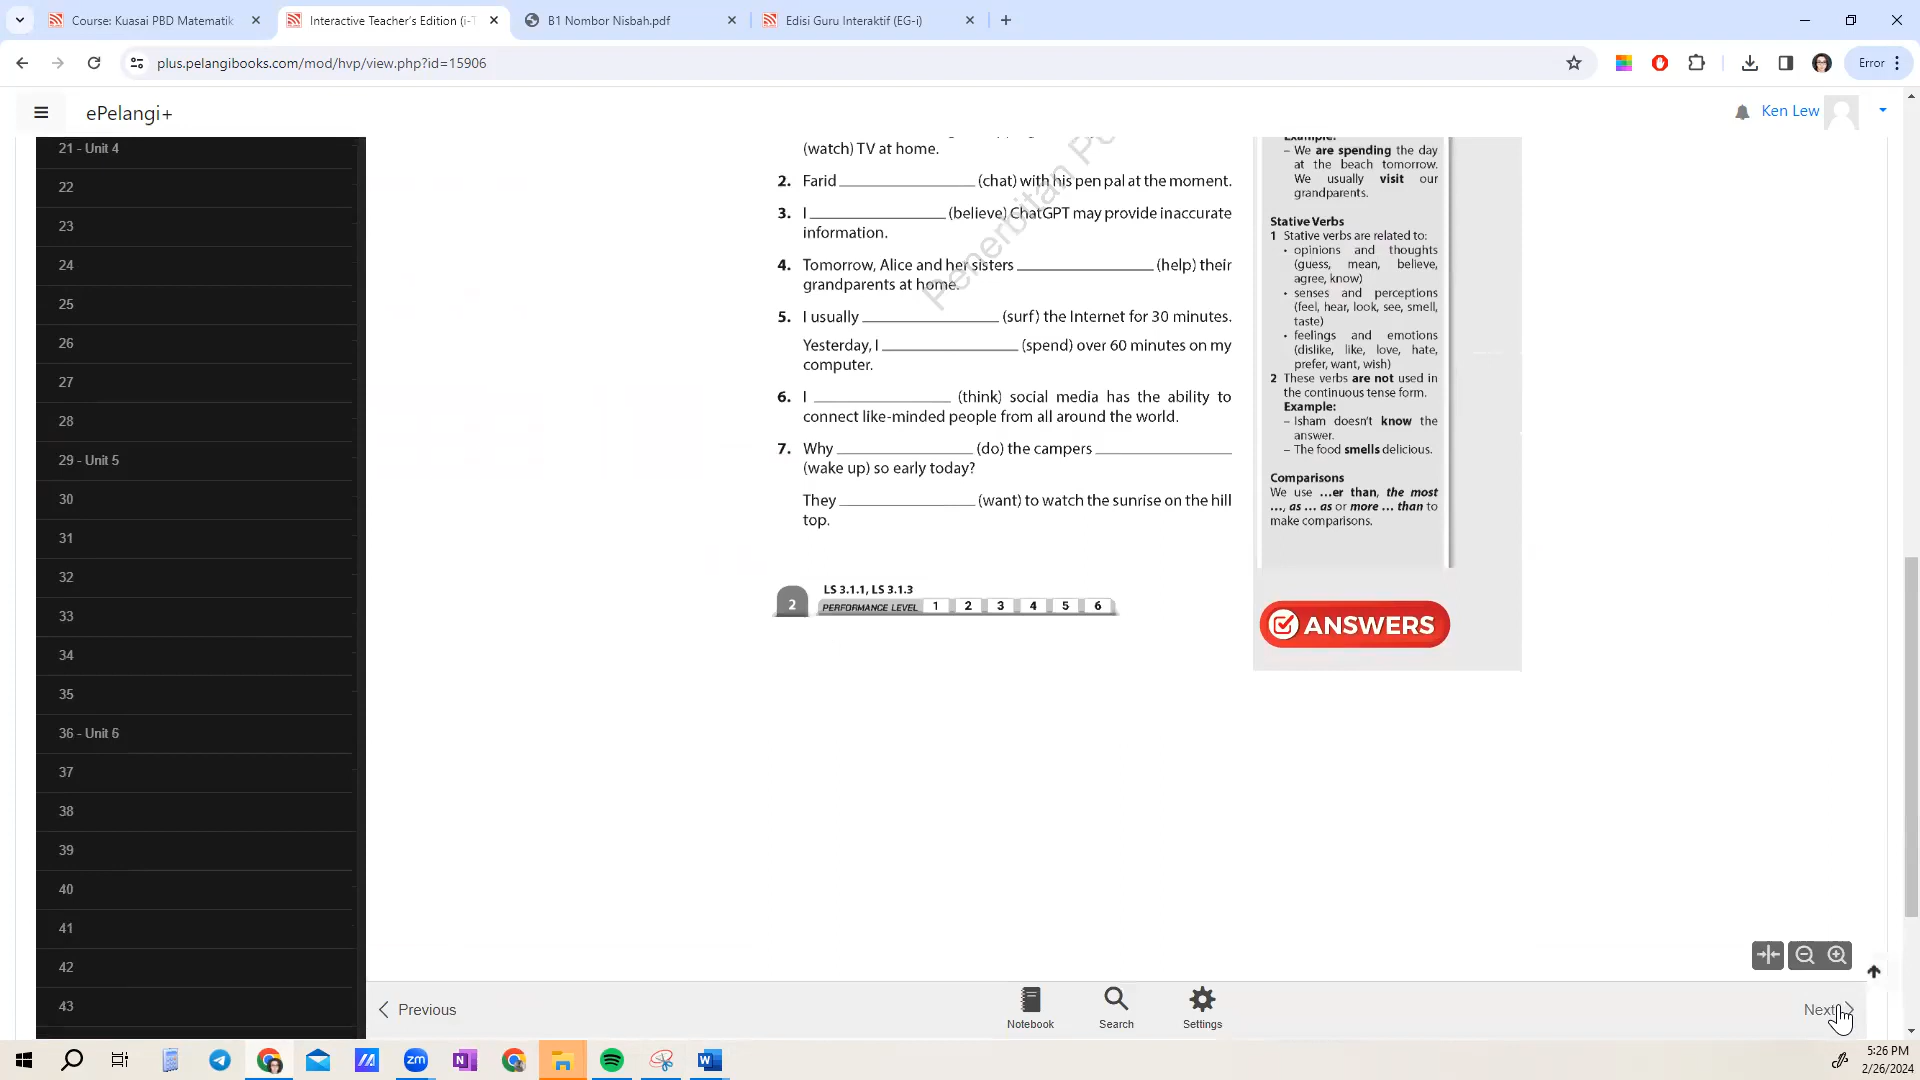 Course: Kuasai PBD Matematik
Interactive Teacher's Edition (i-T
B1 Nombor Nisbah.pdf
Edisi Guru Interaktif (EG-i)
plus.pelangibooks.com/mod/hvp/view.php?id=15906
Error
ePelangi+
Ken Lew
21 - Unit 4
22
23
24
25
26
27
28
29 - Unit 5
30
31
32
33
34
35
36 - Unit 6
37
38
39
40
41
42
43
(watch) TV at home.
2. Farid ____ (chat) with his pen pal at the moment.
3. I ____ (believe) ChatGPT may provide inaccurate
information.
4. Tomorrow, Alice and her sisters ____ (help) their
grandparents at home.
5. I usually ____ (surf) the Internet for 30 minutes.
Yesterday, I ____ (spend) over 60 minutes on my
computer.
6. I ____ (think) social media has the ability to
connect like-minded people from all around the world.
7. Why ____ (do) the campers ____
(wake up) so early today?
They ____ (want) to watch the sunrise on the hill
top.
Penerbitan Pe
2
LS 3.1.1, LS 3.1.3
PERFORMANCE LEVEL 1 2 3 4 5 6
Example:
– We are spending the day
at the beach tomorrow.
We usually visit our
grandparents.
Stative Verbs
1 Stative verbs are related to:
• opinions and thoughts
(guess, mean, believe,
agree, know)
• senses and perceptions
(feel, hear, look, see, smell,
taste)
• feelings and emotions
(dislike, like, love, hate,
prefer, want, wish)
2 These verbs are not used in
the continuous tense form.
Example:
– Isham doesn't know the
answer.
– The food smells delicious.
Comparisons
We use ...er than, the most
..., as ... as or more ... than to
make comparisons.
ANSWERS
Previous
Notebook
Search
Settings
Next
zm
N
W
5:26 PM
2/26/2024